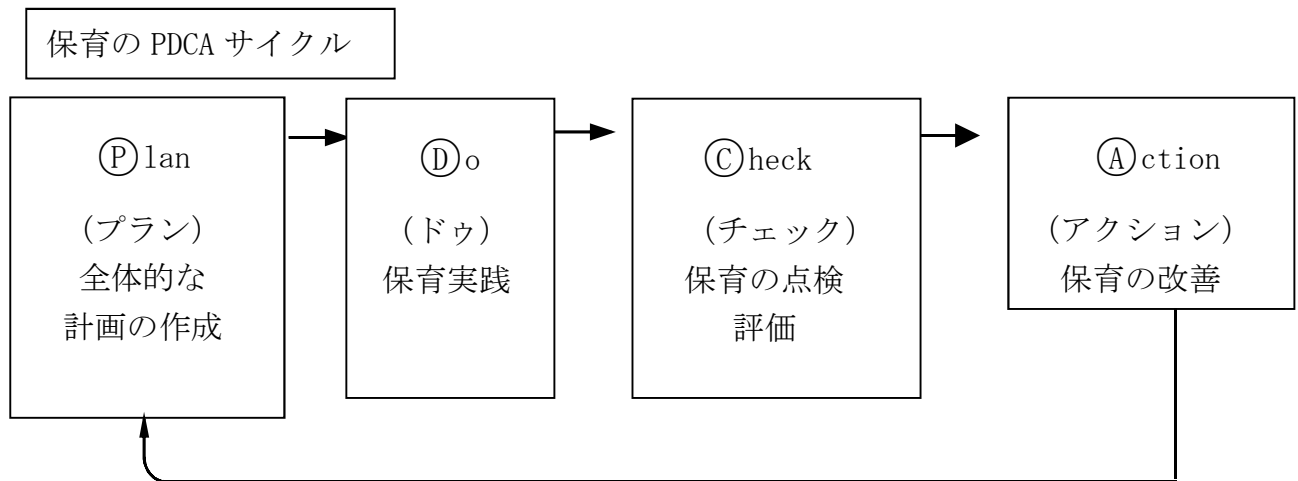 保育の PDCA サイクル
Ⓟlan
(プラン)
全体的な
計画の作成
Ⓓo
(ドゥ)
保育実践
Ⓒheck
(チェック)
保育の点検
評価
Ⓐction
(アクション)
保育の改善